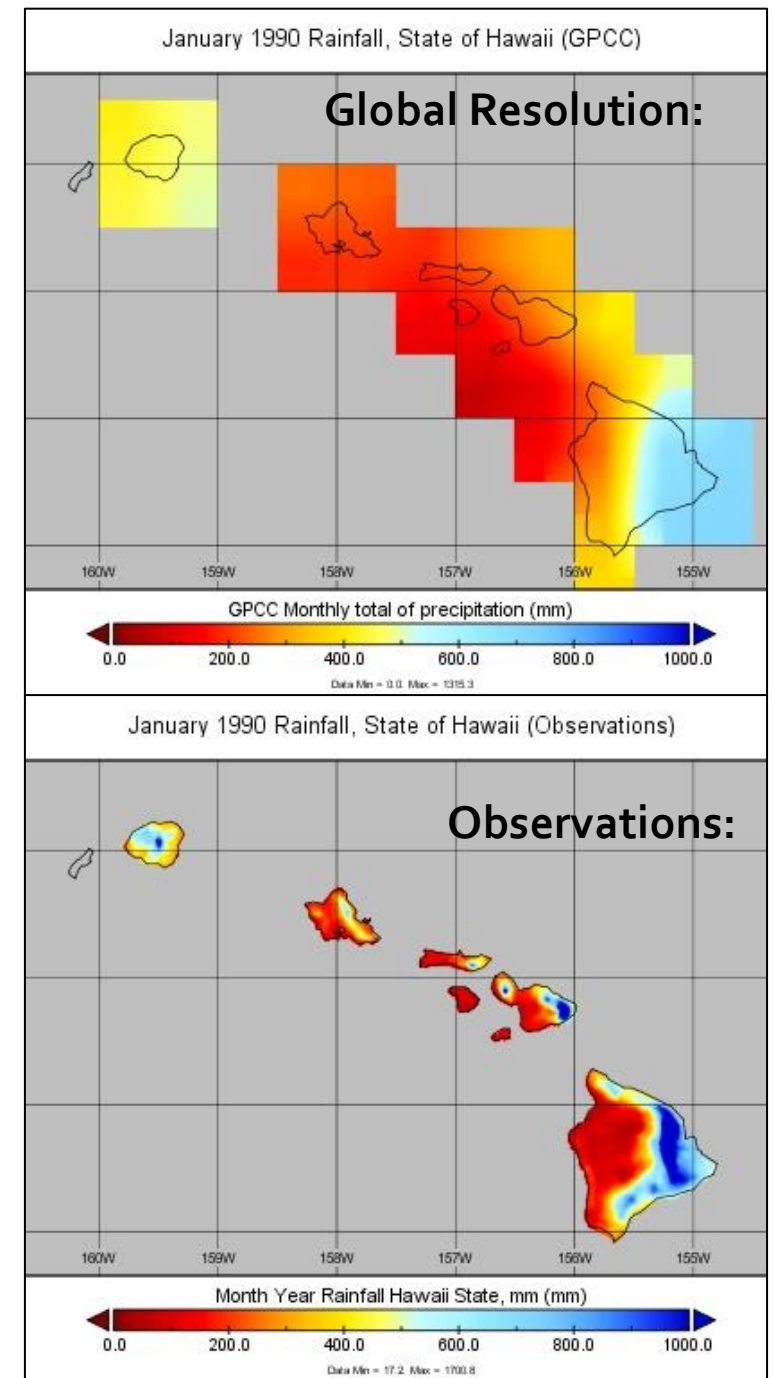 January 1990 Rainfall, State of Hawaii (GPCC)
Global Resolution:
160W 159W 158W 157W 156W 155W
GPCC Monthly total of precipitation (mm)
0.0 200.0 400.0 600.0 800.0 1000.0
Data Min = 0.0. Max = 1315.3
January 1990 Rainfall, State of Hawaii (Observations)
Observations:
160W 159W 158W 157W 156W 155W
Month Year Rainfall Hawaii State, mm (mm)
0.0 200.0 400.0 600.0 800.0 1000.0
Data Min = 17.2. Max = 1700.8